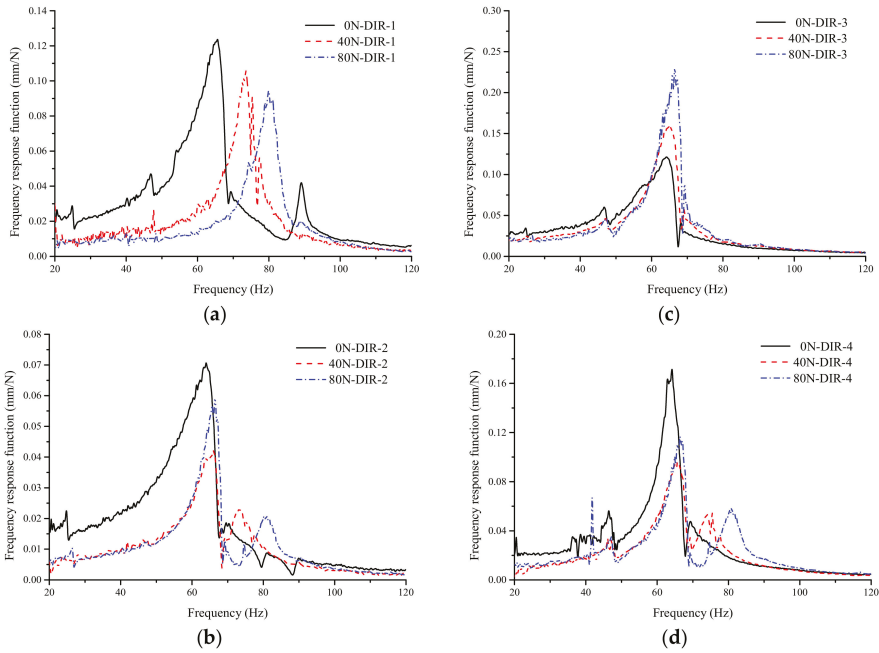 0.14
0.12
0.10
0.08
0.06
0.04
0.02
0.00
20 40 60 80 100 120
Frequency response function (mm/N)
Frequency (Hz)
0N-DIR-1
40N-DIR-1
80N-DIR-1
(a)
0.30
0.25
0.20
0.15
0.10
0.05
0.00
20 40 60 80 100 120
Frequency response function (mm/N)
Frequency (Hz)
0N-DIR-3
40N-DIR-3
80N-DIR-3
(c)
0.08
0.07
0.06
0.05
0.04
0.03
0.02
0.01
0.00
20 40 60 80 100 120
Frequency response function (mm/N)
Frequency (Hz)
0N-DIR-2
40N-DIR-2
80N-DIR-2
(b)
0.20
0.16
0.12
0.08
0.04
0.00
20 40 60 80 100 120
Frequency response function (mm/N)
Frequency (Hz)
0N-DIR-4
40N-DIR-4
80N-DIR-4
(d)